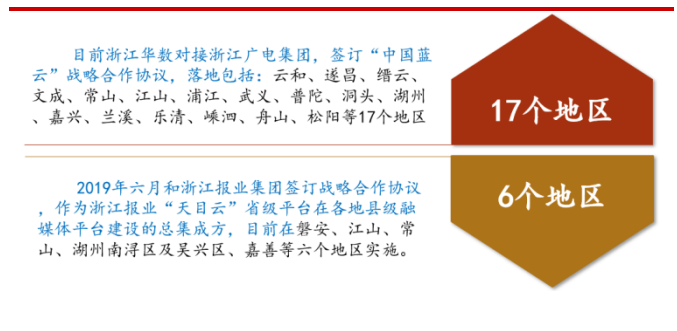 目前浙江华数对接浙江广电集团，签订“中国蓝
云”战略合作协议，落地包括：云和、遂昌、缙云、
文成、常山、江山、浦江、武义、普陀、洞头、湖州
、嘉兴、兰溪、乐清、嵊泗、舟山、松阳等17个地区
17个地区
2019年六月和浙江报业集团签订战略合作协议
，作为浙江报业“天目云”省级平台在各地县级融
媒体平台建设的总集成方，目前在磐安、江山、常
山、湖州南浔区及吴兴区、嘉善等六个地区实施。
6个地区